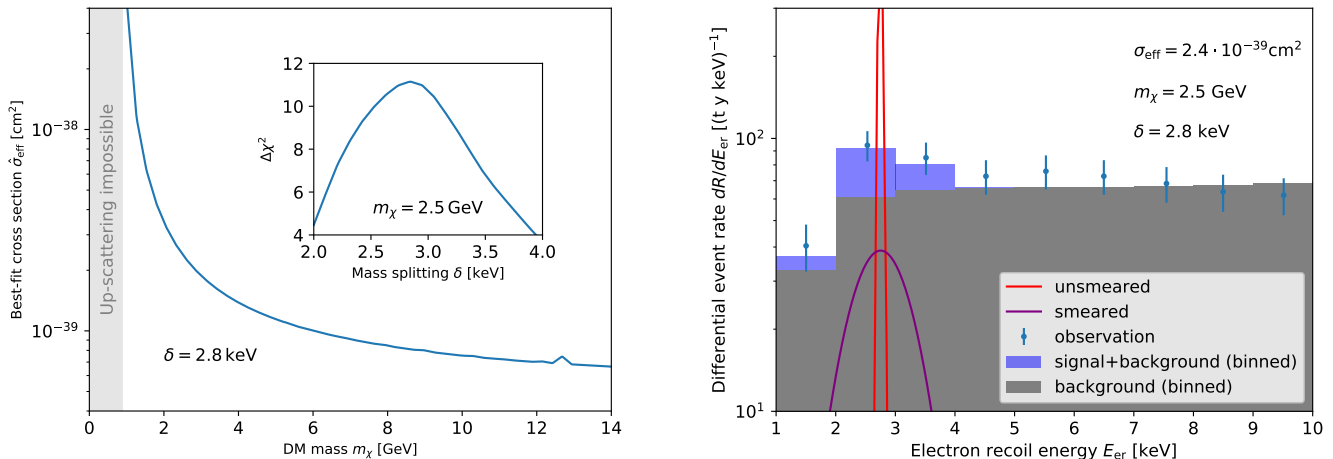 Best-fit cross section σ̂eff [cm²]
10⁻³⁸
10⁻³⁹
Up-scattering impossible
δ = 2.8 keV
0 2 4 6 8 10 12 14
DM mass mχ [GeV]
Δχ²
12
10
8
6
4
mχ = 2.5 GeV
2.0 2.5 3.0 3.5 4.0
Mass splitting δ [keV]
Differential event rate dR/dEer [(t y keV)⁻¹]
10²
10¹
σeff = 2.4 · 10⁻³⁹cm²
mχ = 2.5 GeV
δ = 2.8 keV
unsmeared
smeared
observation
signal+background (binned)
background (binned)
1 2 3 4 5 6 7 8 9 10
Electron recoil energy Eer [keV]